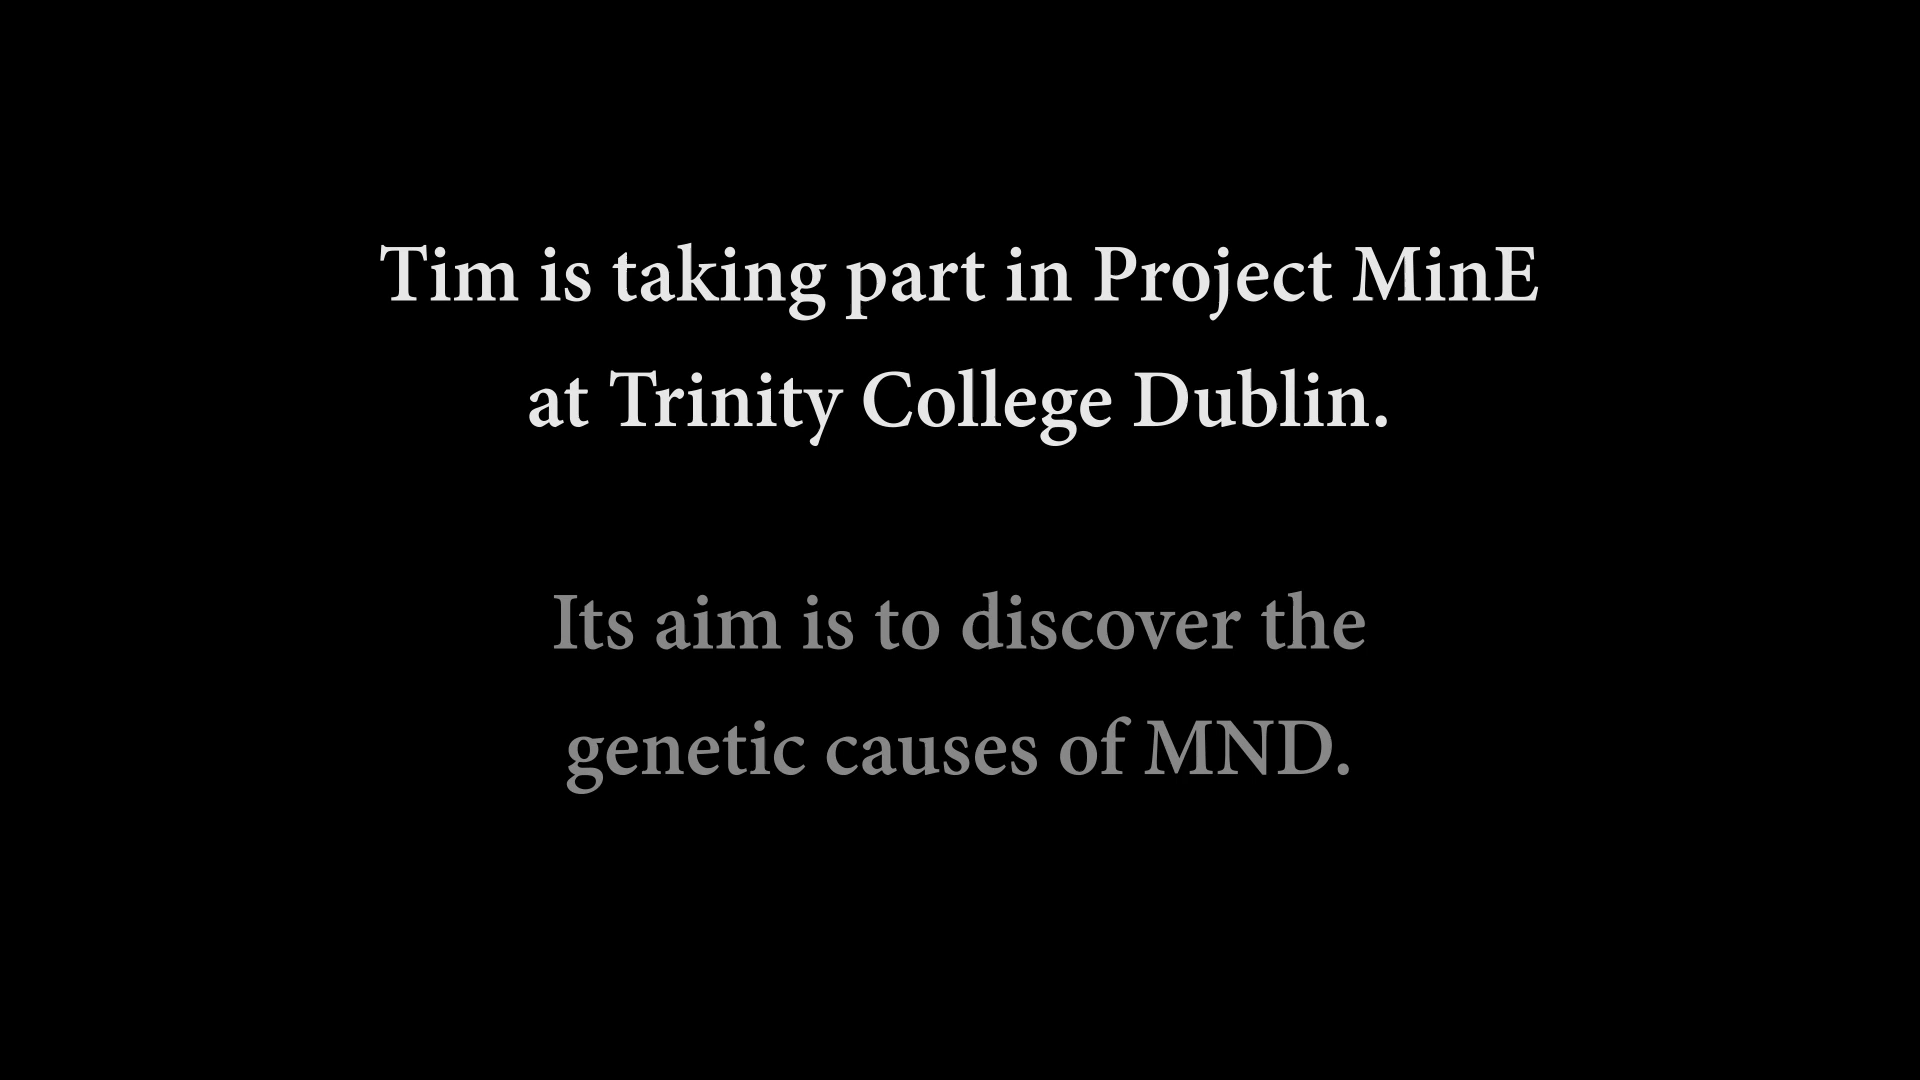 Tim is taking part in Project MinE
at Trinity College Dublin.
Its aim is to discover the
genetic causes of MND.